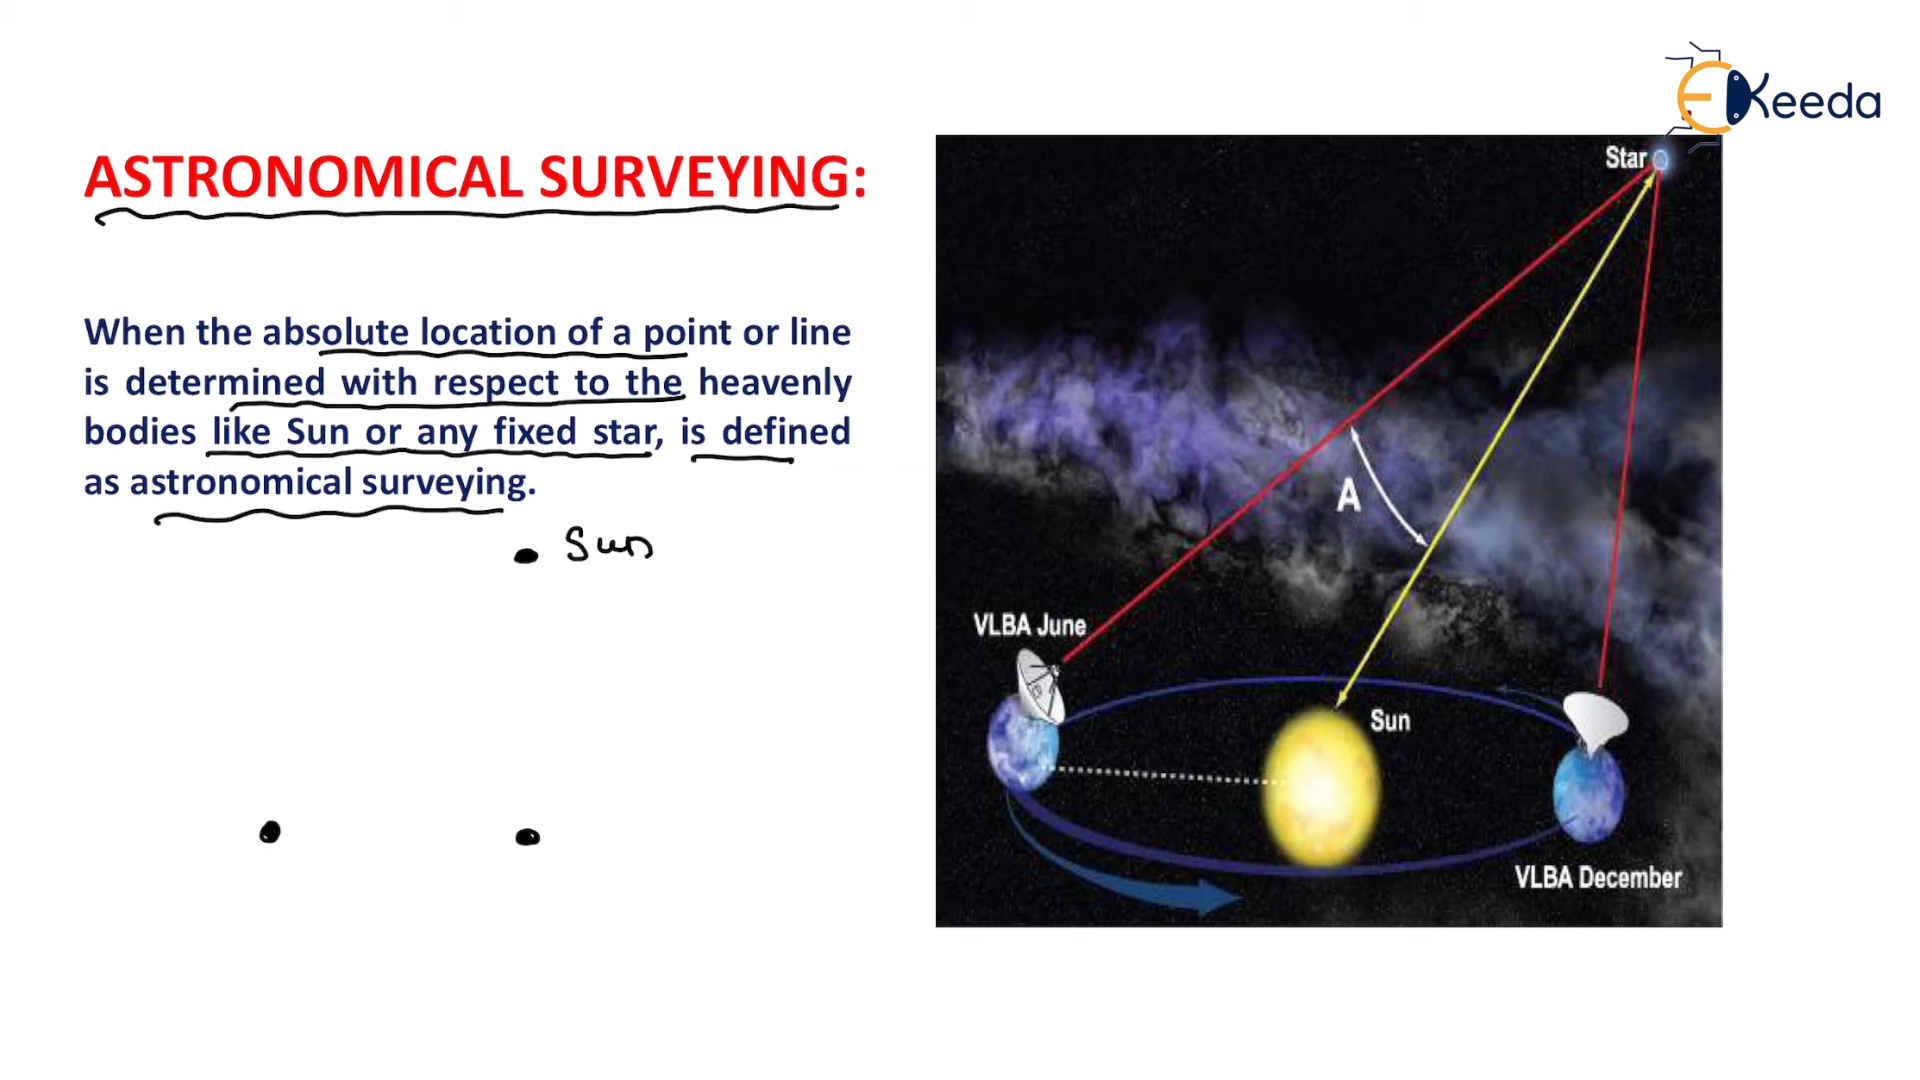 EKeeda
ASTRONOMICAL SURVEYING:
When the absolute location of a point or line
is determined with respect to the heavenly
bodies like Sun or any fixed star, is defined
as astronomical surveying.
Sun
Star
A
VLBA June
Sun
VLBA December